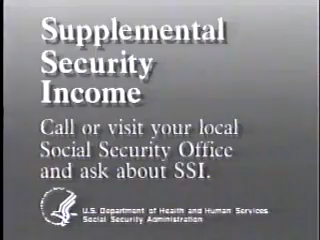 Supplemental
Security
Income
Call or visit your local
Social Security Office
and ask about SSI.
U.S. Department of Health and Human Services
Social Security Administration